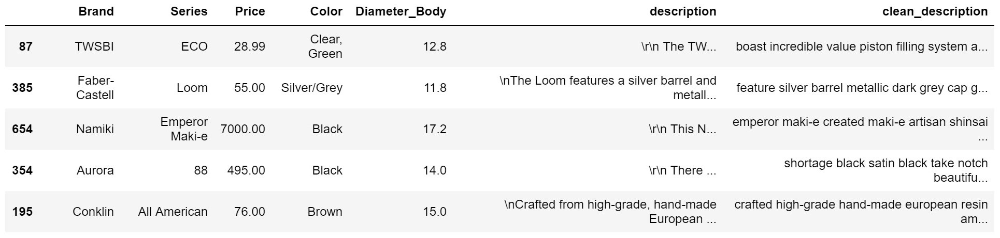 Brand Series Price Color Diameter_Body description clean_description
87 TWSBI ECO 28.99 Clear, Green 12.8 \r\n The TW... boast incredible value piston filling system a...
385 Faber-Castell Loom 55.00 Silver/Grey 11.8 \nThe Loom features a silver barrel and metall... feature silver barrel metallic dark grey cap g...
654 Namiki Emperor Maki-e 7000.00 Black 17.2 \r\n This N... emperor maki-e created maki-e artisan shinsai ...
354 Aurora 88 495.00 Black 14.0 \r\n There ... shortage black satin black take notch beautifu...
195 Conklin All American 76.00 Brown 15.0 \nCrafted from high-grade, hand-made European ... crafted high-grade hand-made european resin am...